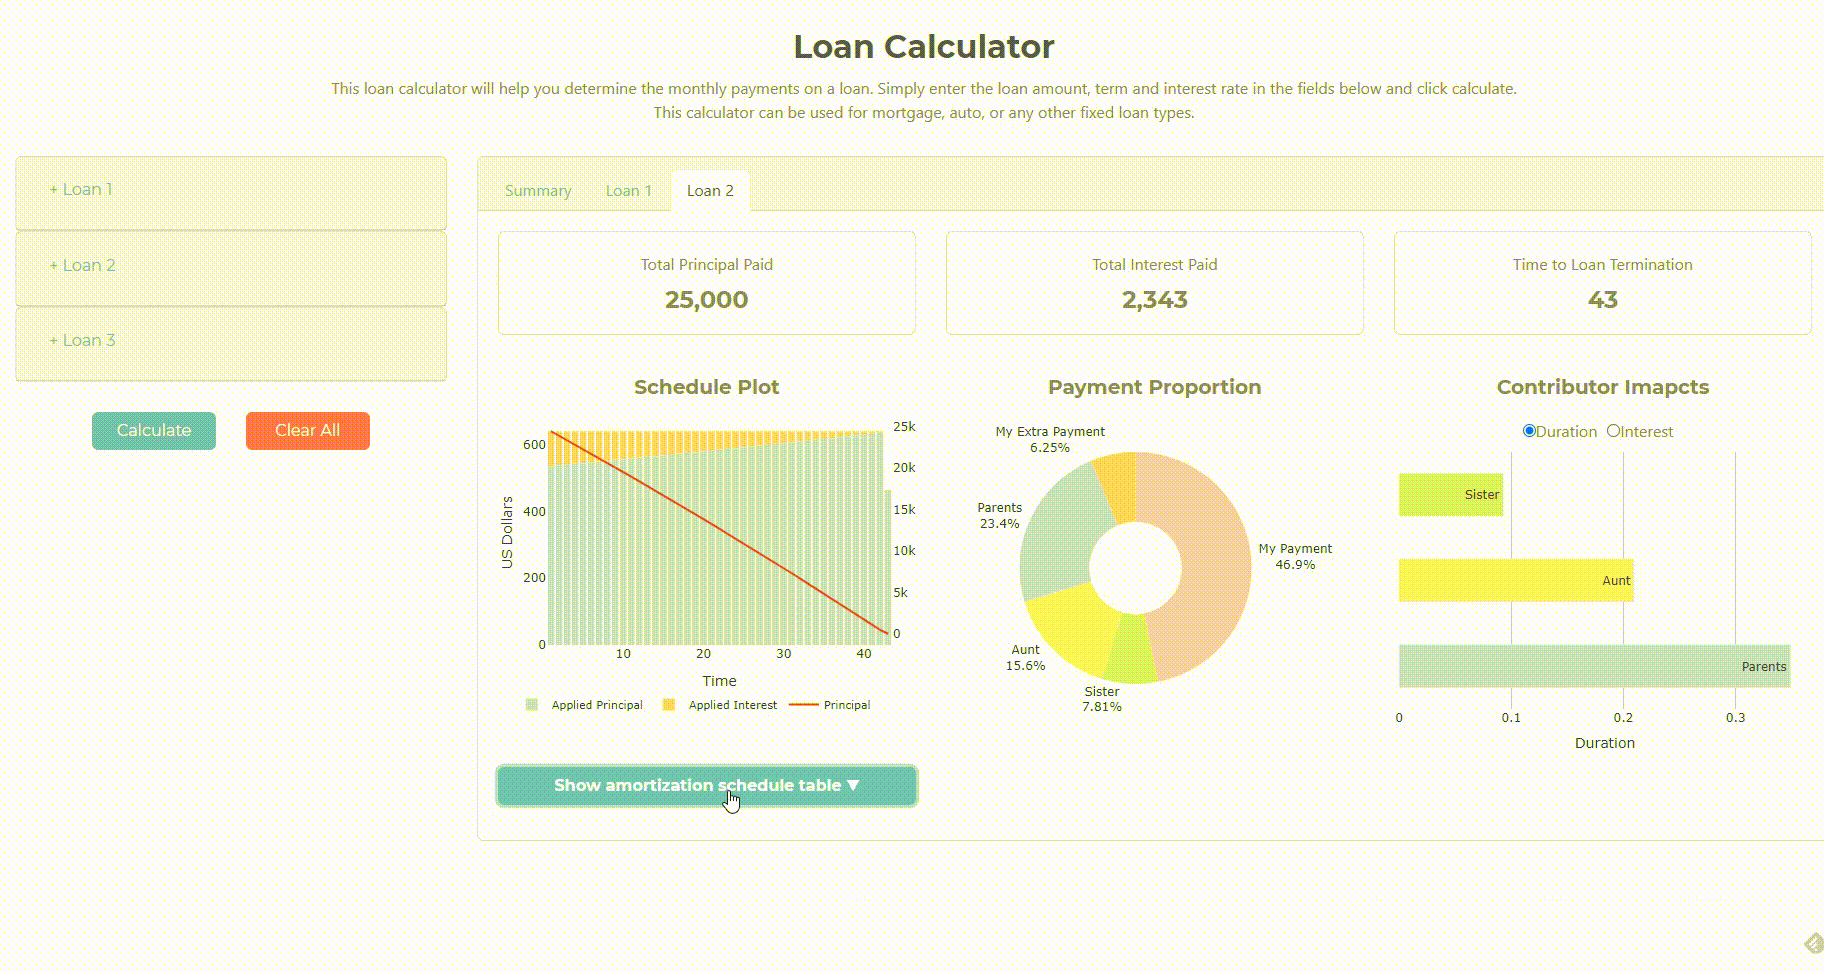 Loan Calculator
This loan calculator will help you determine the monthly payments on a loan. Simply enter the loan amount, term and interest rate in the fields below and click calculate.
This calculator can be used for mortgage, auto, or any other fixed loan types.
+ Loan 1
+ Loan 2
+ Loan 3
Calculate Clear All
Summary Loan 1 Loan 2
Total Principal Paid
25,000
Total Interest Paid
2,343
Time to Loan Termination
43
Schedule Plot
600
400
200
0
US Dollars
25k
20k
15k
10k
5k
0
10 20 30 40
Time
Applied Principal Applied Interest Principal
Payment Proportion
My Extra Payment
6.25%
Parents
23.4%
My Payment
46.9%
Aunt
15.6%
Sister
7.81%
Contributor Imapcts
Duration Interest
Sister
Aunt
Parents
0 0.1 0.2 0.3
Duration
Show amortization schedule table ▼